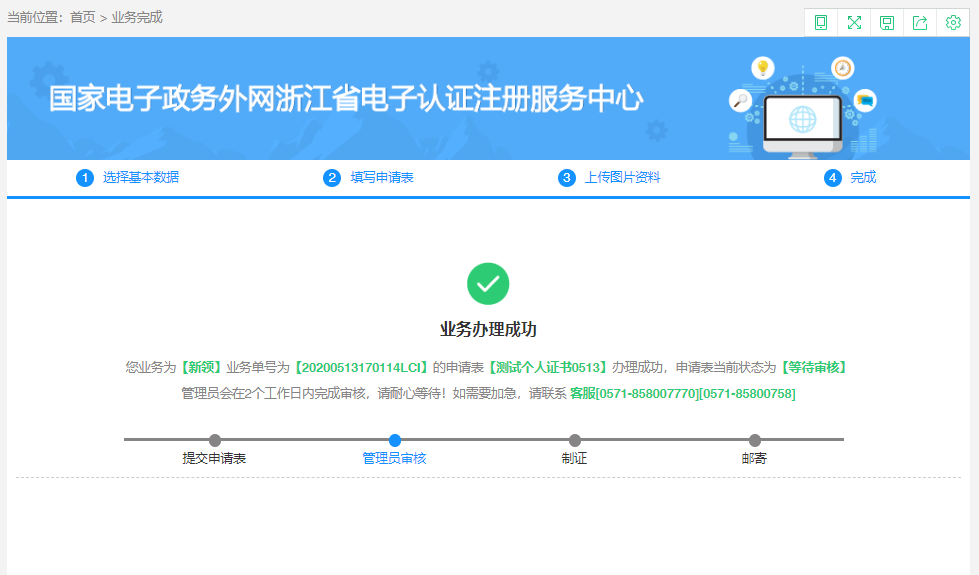 当前位置：首页 > 业务完成
国家电子政务外网浙江省电子认证注册服务中心
1 选择基本数据 2 填写申请表 3 上传图片资料 4 完成
业务办理成功
您业务为【新领】业务单号为【20200513170114LCI】的申请表【测试个人证书0513】办理成功，申请表当前状态为【等待审核】
管理员会在2个工作日内完成审核，请耐心等待！如需要加急，请联系 客服[0571-858007770][0571-85800758]
提交申请表 管理员审核 制证 邮寄